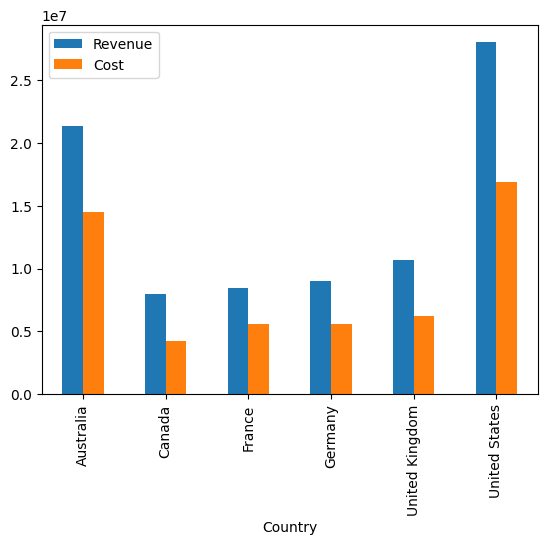 1e7
Revenue
Cost
2.5
2.0
1.5
1.0
0.5
0.0
Australia
Canada
France
Germany
United Kingdom
United States
Country